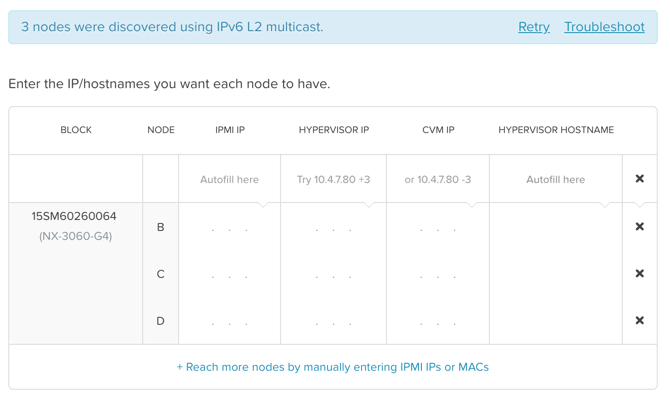 3 nodes were discovered using IPv6 L2 multicast. Retry Troubleshoot
Enter the IP/hostnames you want each node to have.
BLOCK NODE IPMI IP HYPERVISOR IP CVM IP HYPERVISOR HOSTNAME
Autofill here Try 10.4.7.80 +3 or 10.4.7.80 -3 Autofill here ×
15SM60260064
(NX-3060-G4)
B . . . . . . . . . ×
C . . . . . . . . . ×
D . . . . . . . . . ×
+ Reach more nodes by manually entering IPMI IPs or MACs